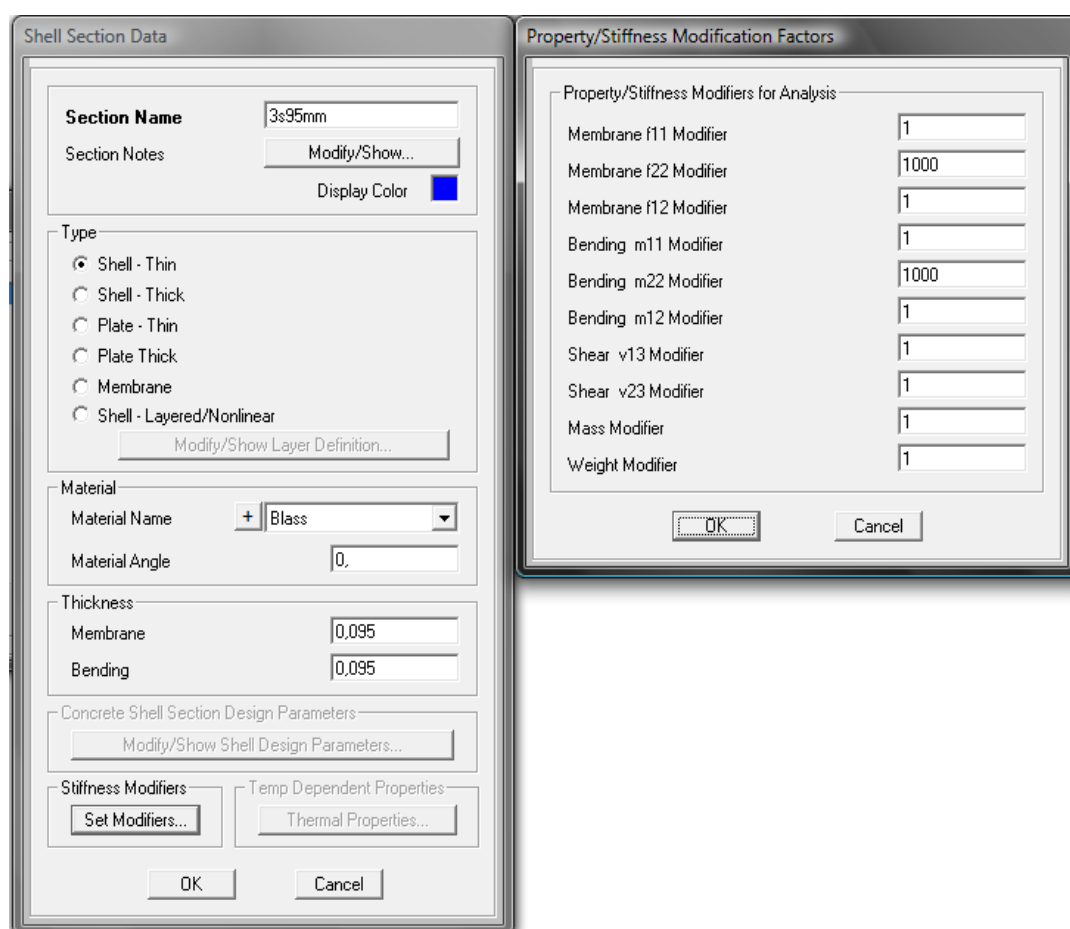 Shell Section Data
Section Name 3s95mm
Section Notes Modify/Show...
Display Color
Type
Shell - Thin
Shell - Thick
Plate - Thin
Plate Thick
Membrane
Shell - Layered/Nonlinear
Modify/Show Layer Definition...
Material
Material Name + Blass
Material Angle 0,
Thickness
Membrane 0,095
Bending 0,095
Concrete Shell Section Design Parameters
Modify/Show Shell Design Parameters...
Stiffness Modifiers
Set Modifiers...
Temp Dependent Properties
Thermal Properties...
OK Cancel
Property/Stiffness Modification Factors
Property/Stiffness Modifiers for Analysis
Membrane f11 Modifier 1
Membrane f22 Modifier 1000
Membrane f12 Modifier 1
Bending m11 Modifier 1
Bending m22 Modifier 1000
Bending m12 Modifier 1
Shear v13 Modifier 1
Shear v23 Modifier 1
Mass Modifier 1
Weight Modifier 1
OK Cancel